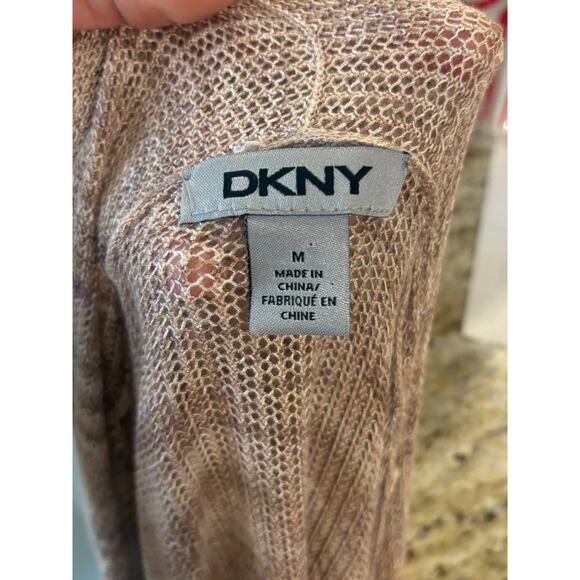 DKNY
M
MADE IN
CHINA/
FABRIQUÉ EN
CHINE